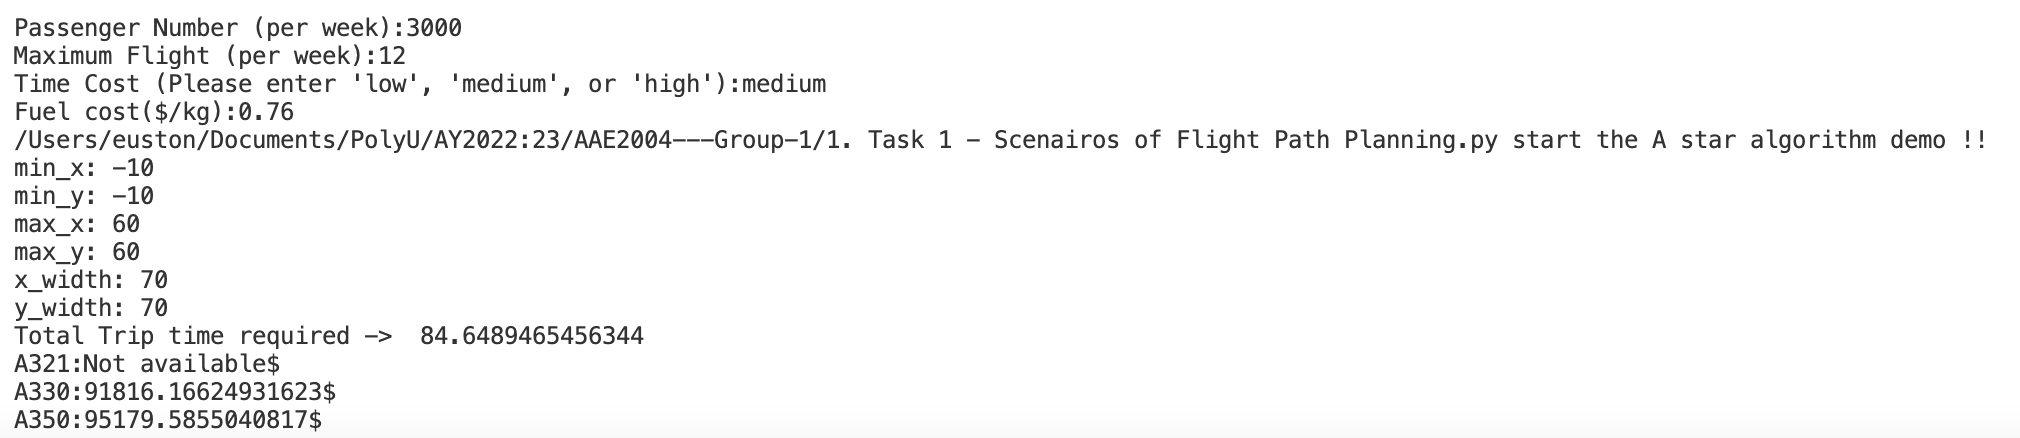 Passenger Number (per week):3000
Maximum Flight (per week):12
Time Cost (Please enter 'low', 'medium', or 'high'):medium
Fuel cost($/kg):0.76
/Users/euston/Documents/PolyU/AY2022:23/AAE2004---Group-1/1. Task 1 - Scenairos of Flight Path Planning.py start the A star algorithm demo !!
min_x: -10
min_y: -10
max_x: 60
max_y: 60
x_width: 70
y_width: 70
Total Trip time required ->  84.6489465456344
A321:Not available$
A330:91816.16624931623$
A350:95179.5855040817$